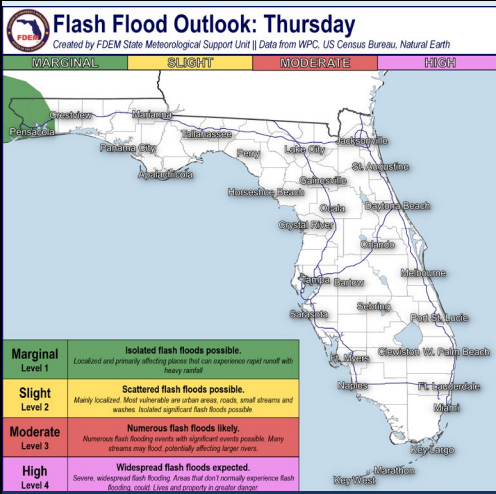 FDEM
Flash Flood Outlook: Thursday
Created by FDEM State Meteorological Support Unit || Data from WPC, US Census Bureau, Natural Earth
MARGINAL SLIGHT MODERATE HIGH
Crestview Marianna
Pensacola
Tallahassee
Panama City
Apalachicola
Perry
Lake City
Jacksonville
St. Augustine
Gainesville
Horseshoe Beach
Ocala
Daytona Beach
Crystal River
Orlando
Tampa Bartow
Melbourne
Sebring
Sarasota
Port St. Lucie
Ft. Myers
Clewiston W. Palm Beach
Naples
Ft. Lauderdale
Miami
Key Largo
Marathon
Key West
Marginal
Level 1
Isolated flash floods possible.
Localized and primarily affecting places that can experience rapid runoff with
heavy rainfall
Slight
Level 2
Scattered flash floods possible.
Mainly localized. Most vulnerable are urban areas, roads, small streams and
washes. Isolated significant flash floods possible.
Moderate
Level 3
Numerous flash floods likely.
Numerous flash flooding events with significant events possible. Many
streams may flood, potentially affecting larger rivers.
High
Level 4
Widespread flash floods expected.
Severe, widespread flash flooding. Areas that don't normally experience flash
flooding, could. Lives and property in greater danger.